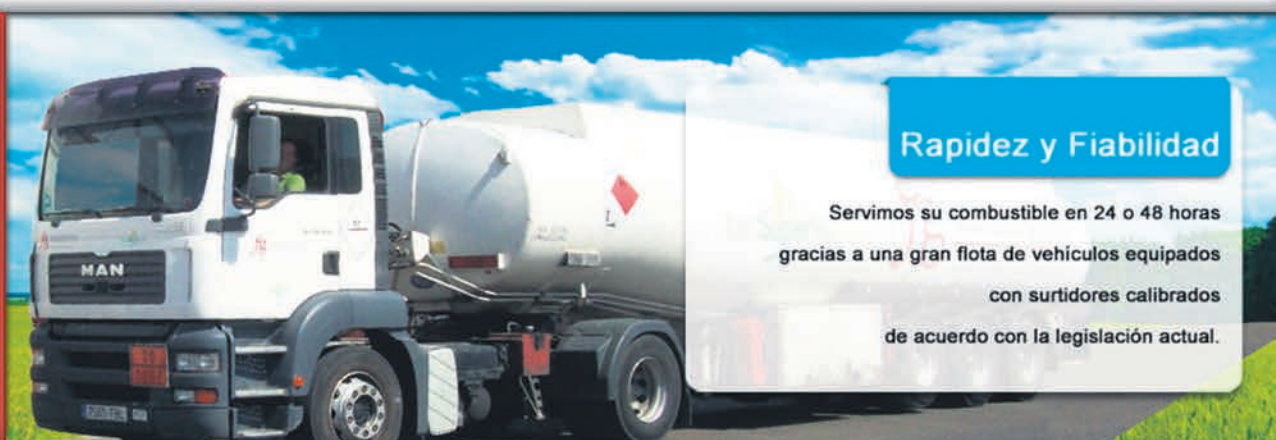 Rapidez y Fiabilidad
Servimos su combustible en 24 o 48 horas
gracias a una gran flota de vehículos equipados
con surtidores calibrados
de acuerdo con la legislación actual.
MAN